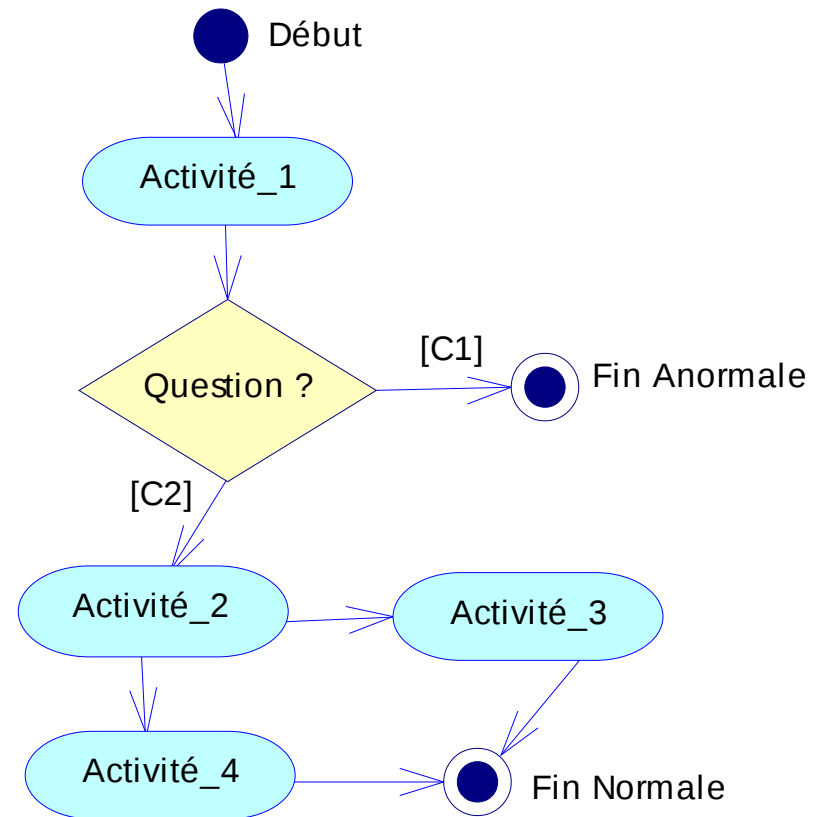 Début
Activité_1
[C1]
Question ?
Fin Anormale
[C2]
Activité_2
Activité_3
Activité_4
Fin Normale